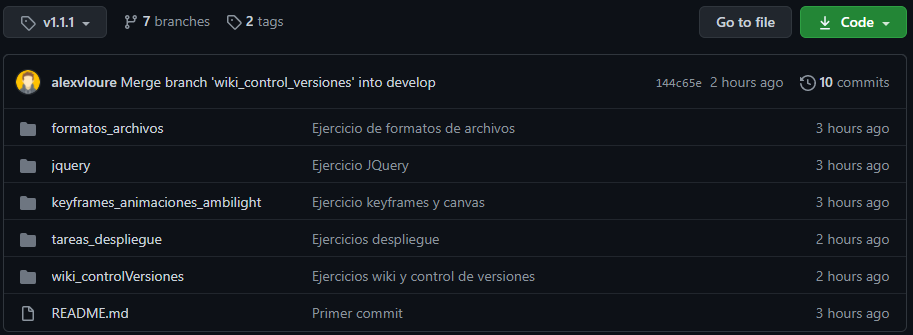 v1.1.1 7 branches 2 tags Go to file Code
alexvloure Merge branch 'wiki_control_versiones' into develop 144c65e 2 hours ago 10 commits
formatos_archivos Ejercicio de formatos de archivos 3 hours ago
jquery Ejercicio JQuery 3 hours ago
keyframes_animaciones_ambilight Ejercicio keyframes y canvas 3 hours ago
tareas_despliegue Ejercicios despliegue 2 hours ago
wiki_controlVersiones Ejercicios wiki y control de versiones 2 hours ago
README.md Primer commit 3 hours ago